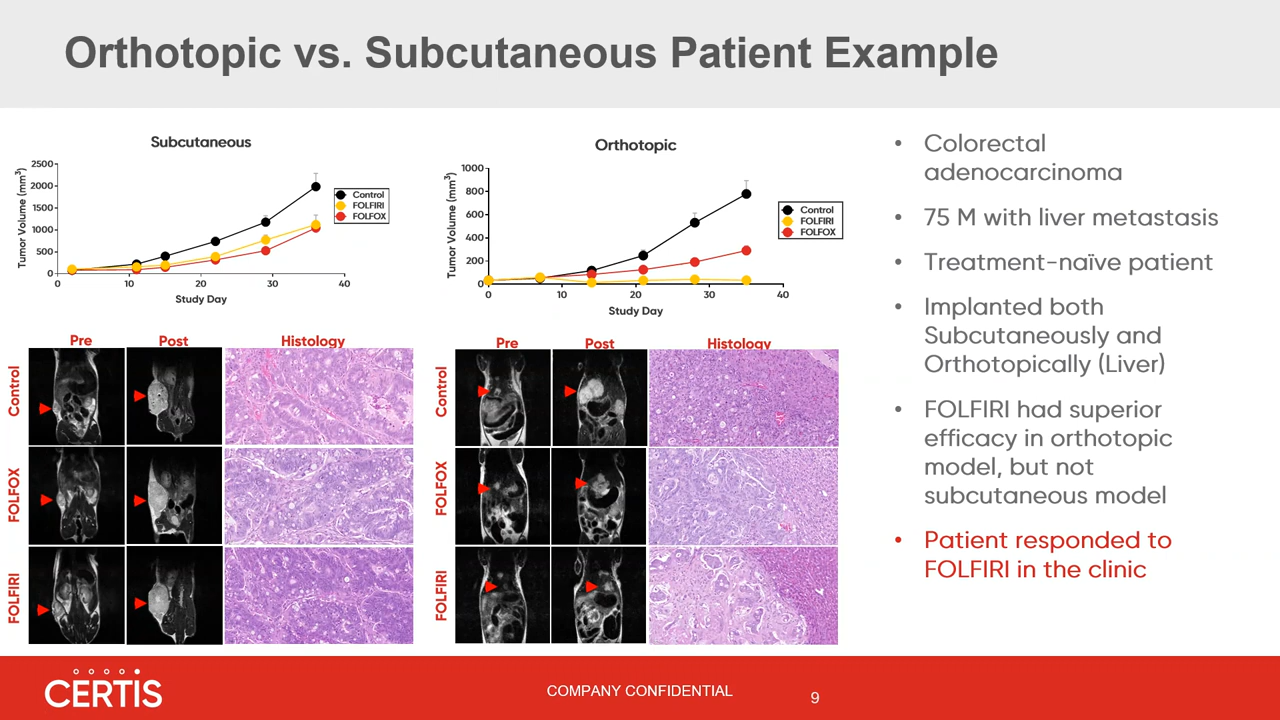 Orthotopic vs. Subcutaneous Patient Example
Subcutaneous
Tumor Volume (mm³)
2500
2000
1500
1000
500
0
0
10
20
30
40
Study Day
Control
FOLFIRI
FOLFOX
Orthotopic
Tumor Volume (mm³)
1000
800
600
400
200
0
0
10
20
30
40
Study Day
Control
FOLFIRI
FOLFOX
Pre
Post
Histology
Control
FOLFOX
FOLFIRI
Pre
Post
Histology
Control
FOLFOX
FOLFIRI
• Colorectal
adenocarcinoma
• 75 M with liver metastasis
• Treatment-naïve patient
• Implanted both
Subcutaneously and
Orthotopically (Liver)
• FOLFIRI had superior
efficacy in orthotopic
model, but not
subcutaneous model
• Patient responded to
FOLFIRI in the clinic
CERTIS
COMPANY CONFIDENTIAL
9